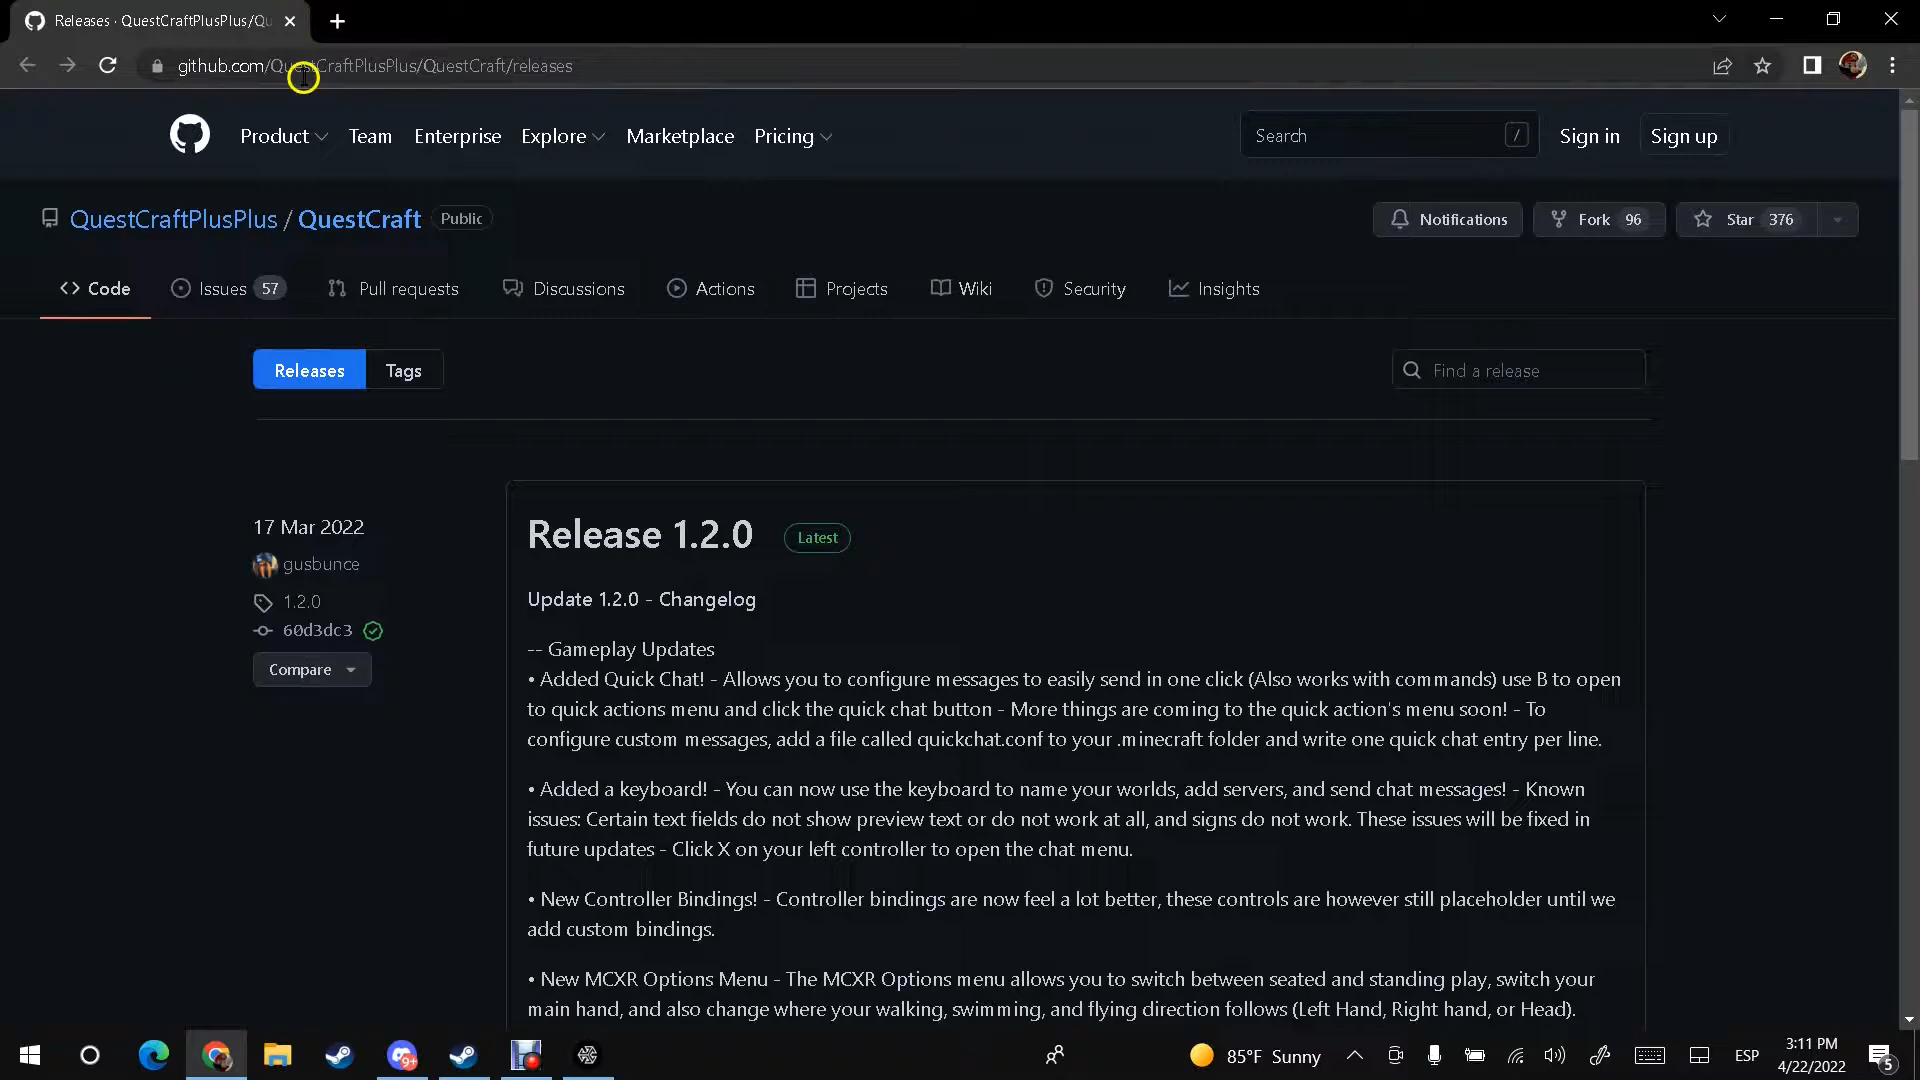 Releases · QuestCraftPlusPlus/Qu
github.com/QuestCraftPlusPlus/QuestCraft/releases
Product Team Enterprise Explore Marketplace Pricing Search / Sign in Sign up
QuestCraftPlusPlus / QuestCraft Public Notifications Fork 96 Star 376
Code Issues 57 Pull requests Discussions Actions Projects Wiki Security Insights
Releases Tags Find a release
17 Mar 2022
gusbunce
1.2.0
60d3dc3
Compare
Release 1.2.0 Latest
Update 1.2.0 - Changelog
-- Gameplay Updates
• Added Quick Chat! - Allows you to configure messages to easily send in one click (Also works with commands) use B to open
to quick actions menu and click the quick chat button - More things are coming to the quick action's menu soon! - To
configure custom messages, add a file called quickchat.conf to your .minecraft folder and write one quick chat entry per line.
• Added a keyboard! - You can now use the keyboard to name your worlds, add servers, and send chat messages! - Known
issues: Certain text fields do not show preview text or do not work at all, and signs do not work. These issues will be fixed in
future updates - Click X on your left controller to open the chat menu.
• New Controller Bindings! - Controller bindings are now feel a lot better, these controls are however still placeholder until we
add custom bindings.
• New MCXR Options Menu - The MCXR Options menu allows you to switch between seated and standing play, switch your
main hand, and also change where your walking, swimming, and flying direction follows (Left Hand, Right hand, or Head).
9+
85°F Sunny
ESP
3:11 PM
4/22/2022
5